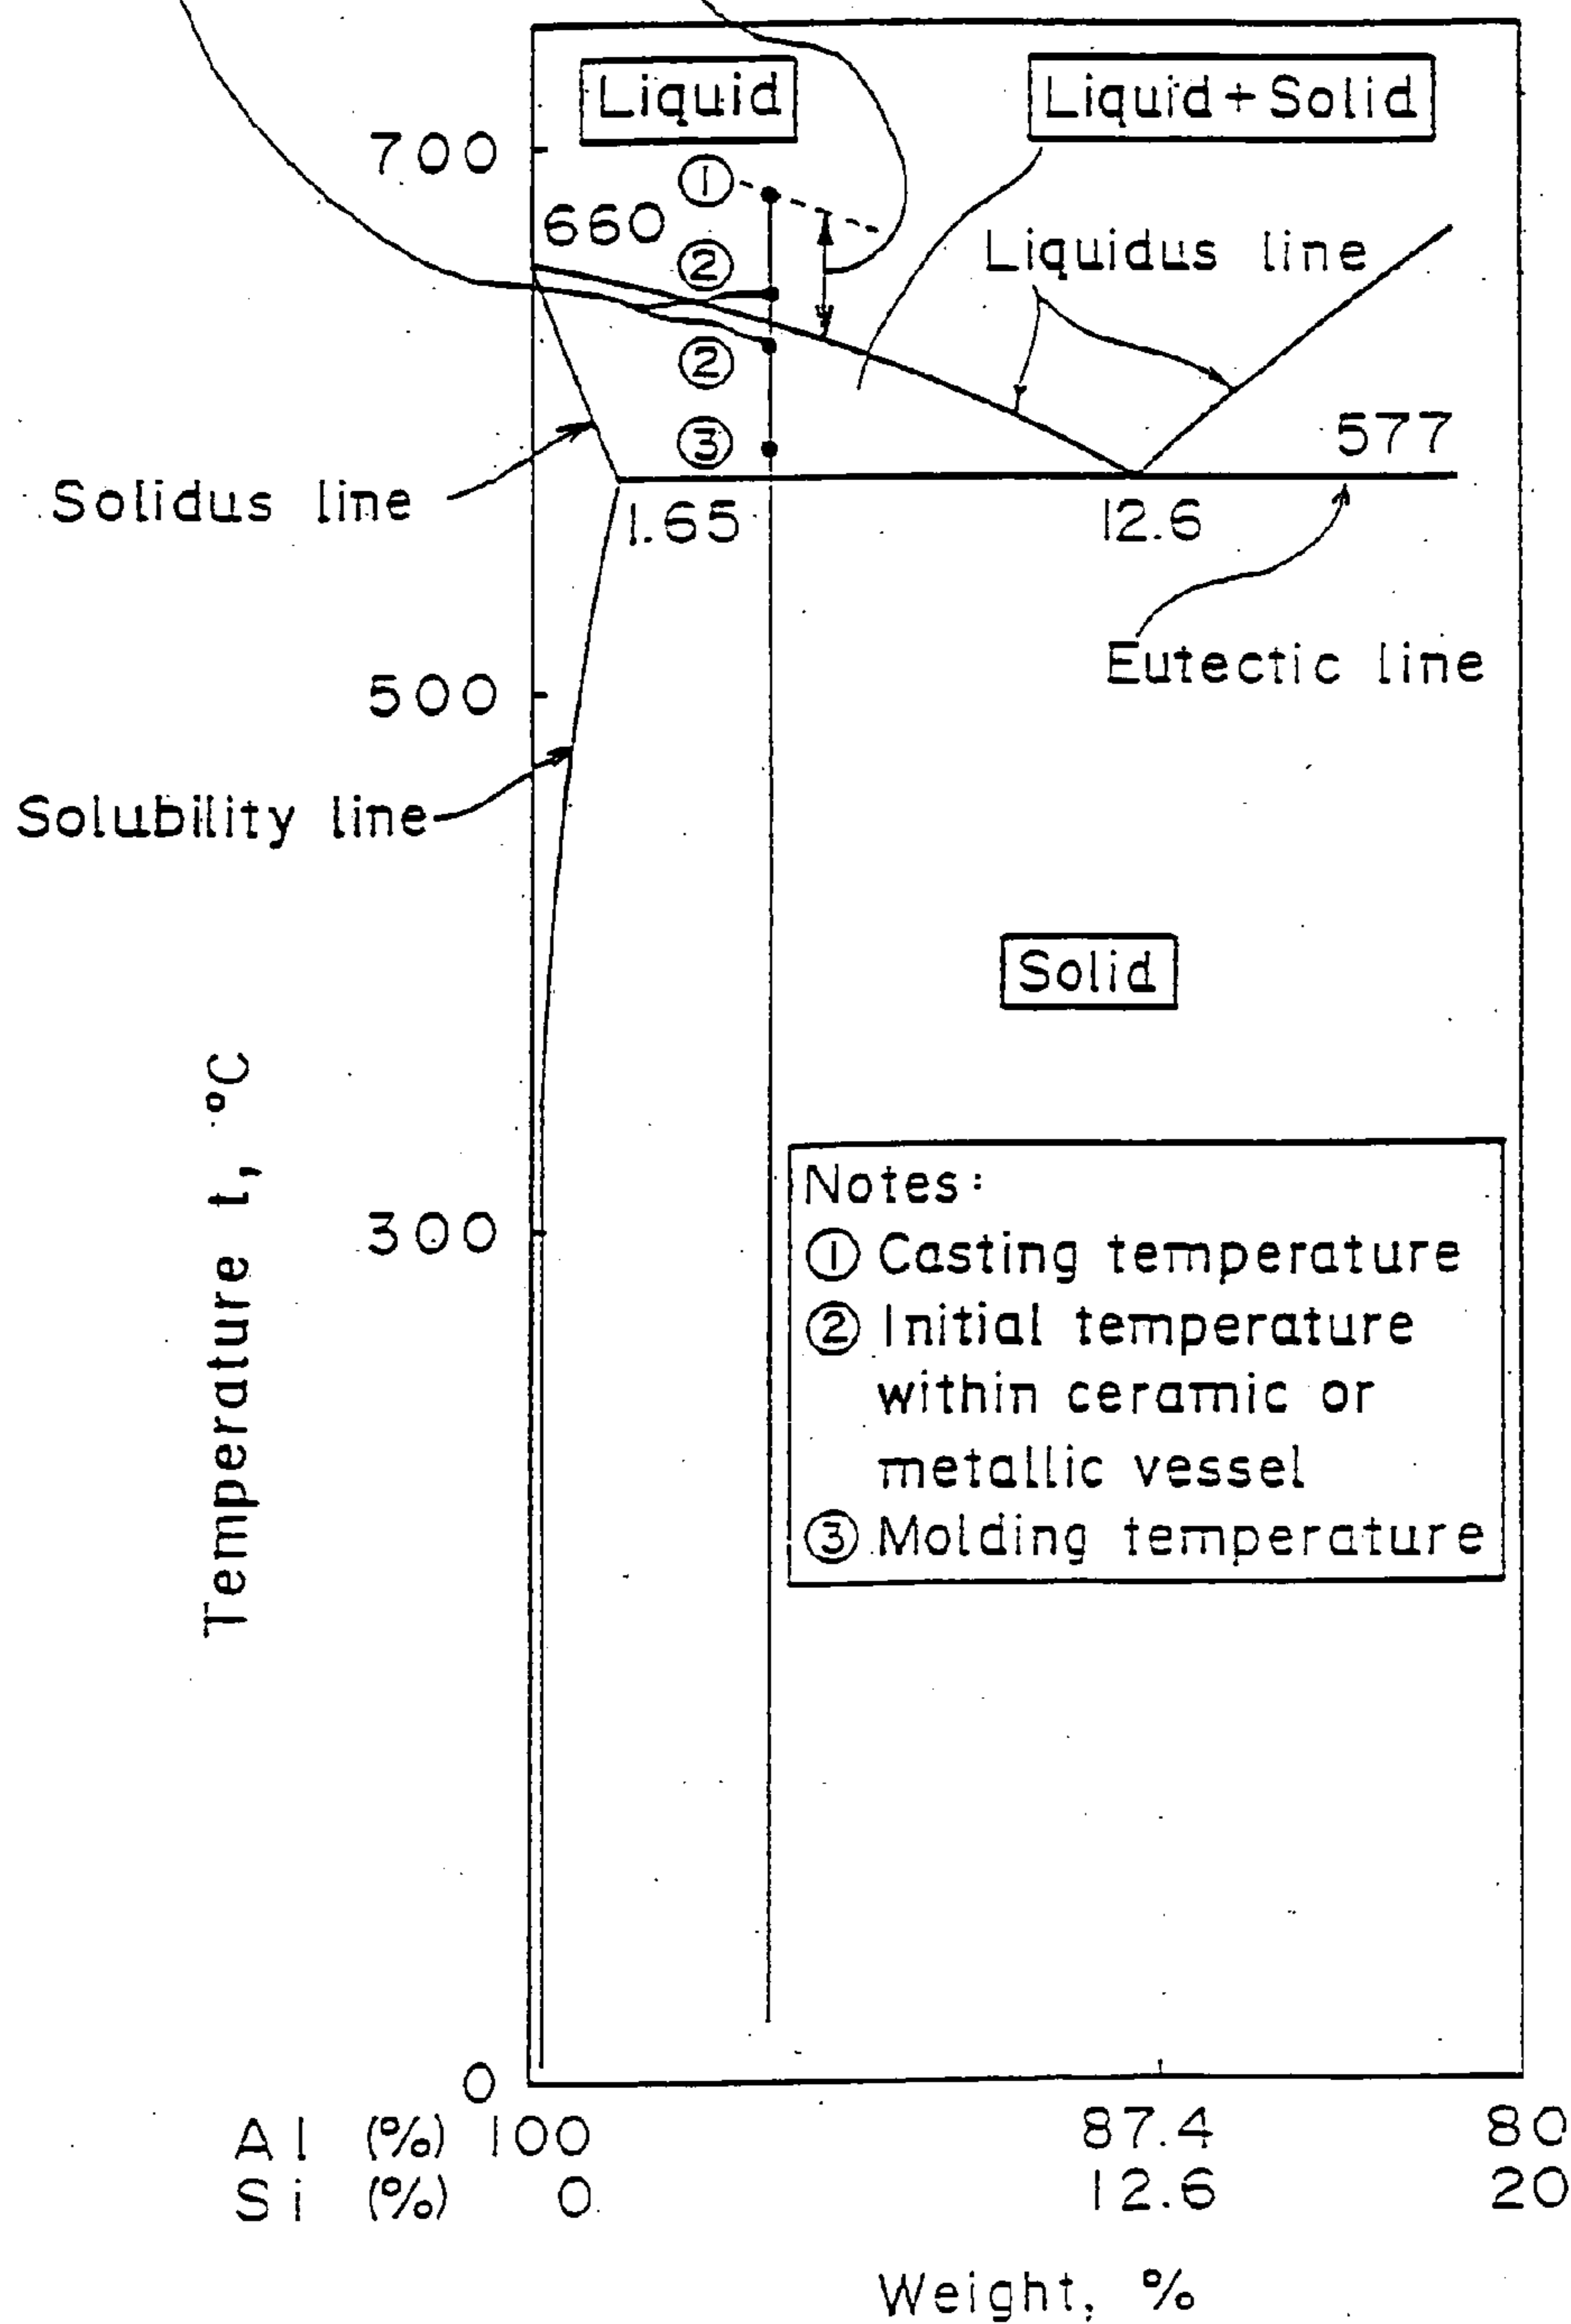 Liquid
Liquid+Solid
700
①
660
②
Liquidus line
②
③
577
Solidus line
1.65
12.6
Eutectic line
500
Solubility line
Solid
Temperature t, °C
300
Notes:
① Casting temperature
② Initial temperature
within ceramic or
metallic vessel
③ Molding temperature
0
Al (%) 100 87.4 80
Si (%) 0 12.6 20
Weight, %